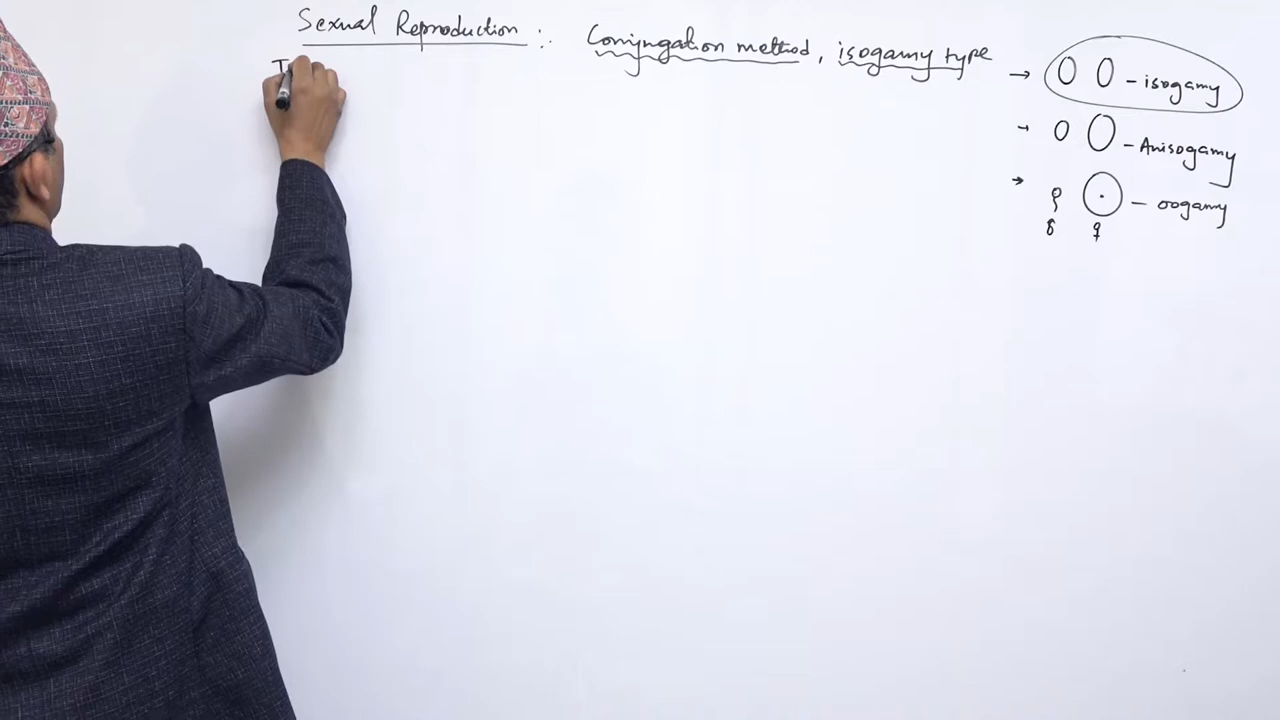 Sexual Reproduction :. Conjugation method, isogamy type
→ O O - isogamy
→ O O - Anisogamy
→ - oogamy
♂ ♀